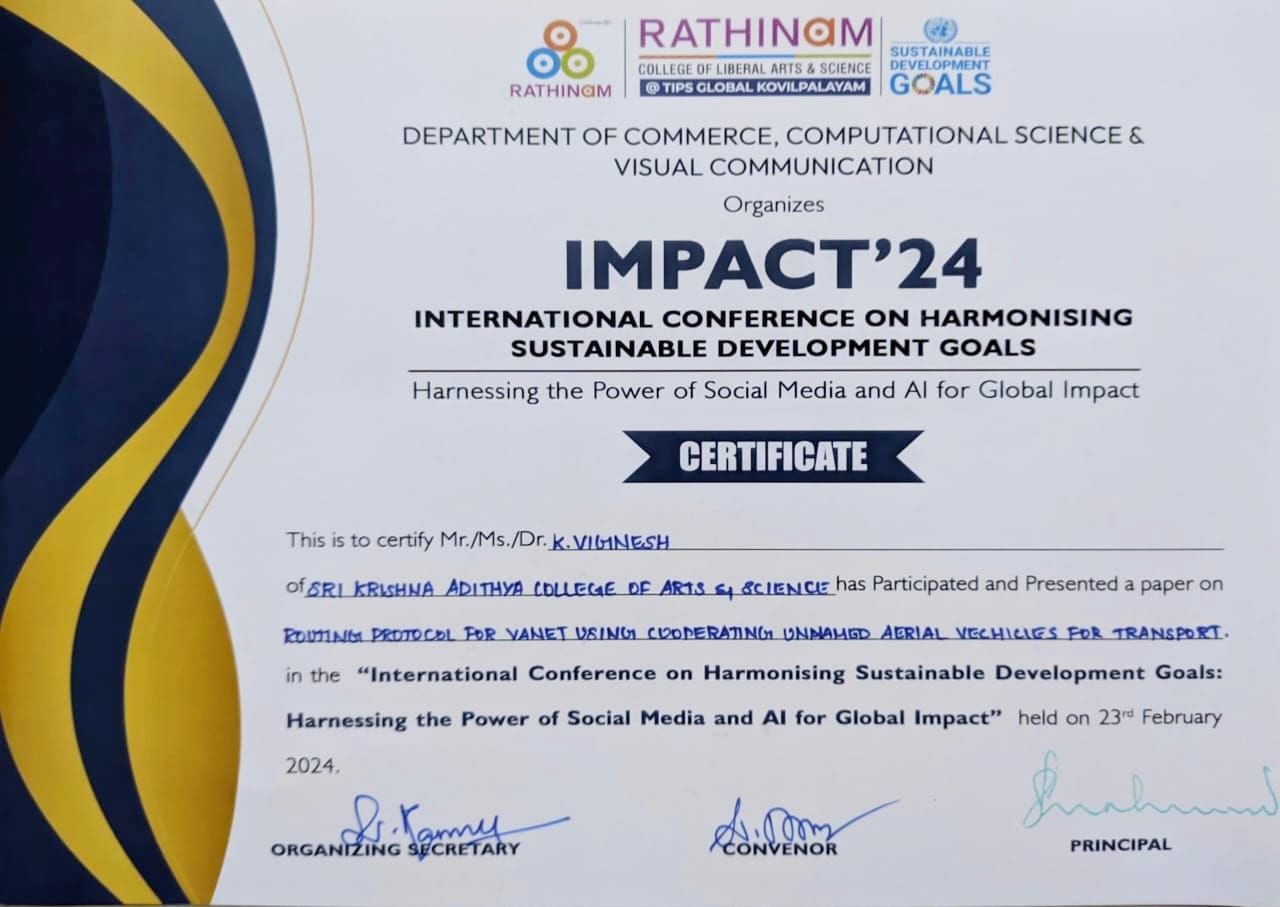 RATHINAM
RATHINAM
COLLEGE OF LIBERAL ARTS & SCIENCE
@ TIPS GLOBAL KOVILPALAYAM
SUSTAINABLE
DEVELOPMENT
GOALS
DEPARTMENT OF COMMERCE, COMPUTATIONAL SCIENCE &
VISUAL COMMUNICATION
Organizes
IMPACT'24
INTERNATIONAL CONFERENCE ON HARMONISING
SUSTAINABLE DEVELOPMENT GOALS
Harnessing the Power of Social Media and AI for Global Impact
CERTIFICATE
This is to certify Mr./Ms./Dr. K.VIGNESH
of SRI KRISHNA ADITHYA COLLEGE OF ARTS & SCIENCE has Participated and Presented a paper on
ROUTING PROTOCOL FOR VANET USING COOPERATING UNNAMED AERIAL VECHICLES FOR TRANSPORT.
in the “International Conference on Harmonising Sustainable Development Goals:
Harnessing the Power of Social Media and AI for Global Impact” held on 23rd February
2024.
ORGANIZING SECRETARY
CONVENOR
PRINCIPAL